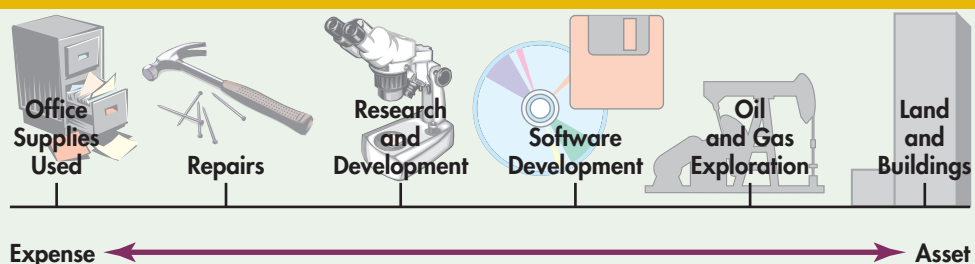 Office
Supplies
Used
Repairs
Research
and
Development
Software
Development
Oil
and Gas
Exploration
Land
and
Buildings
Expense
Asset